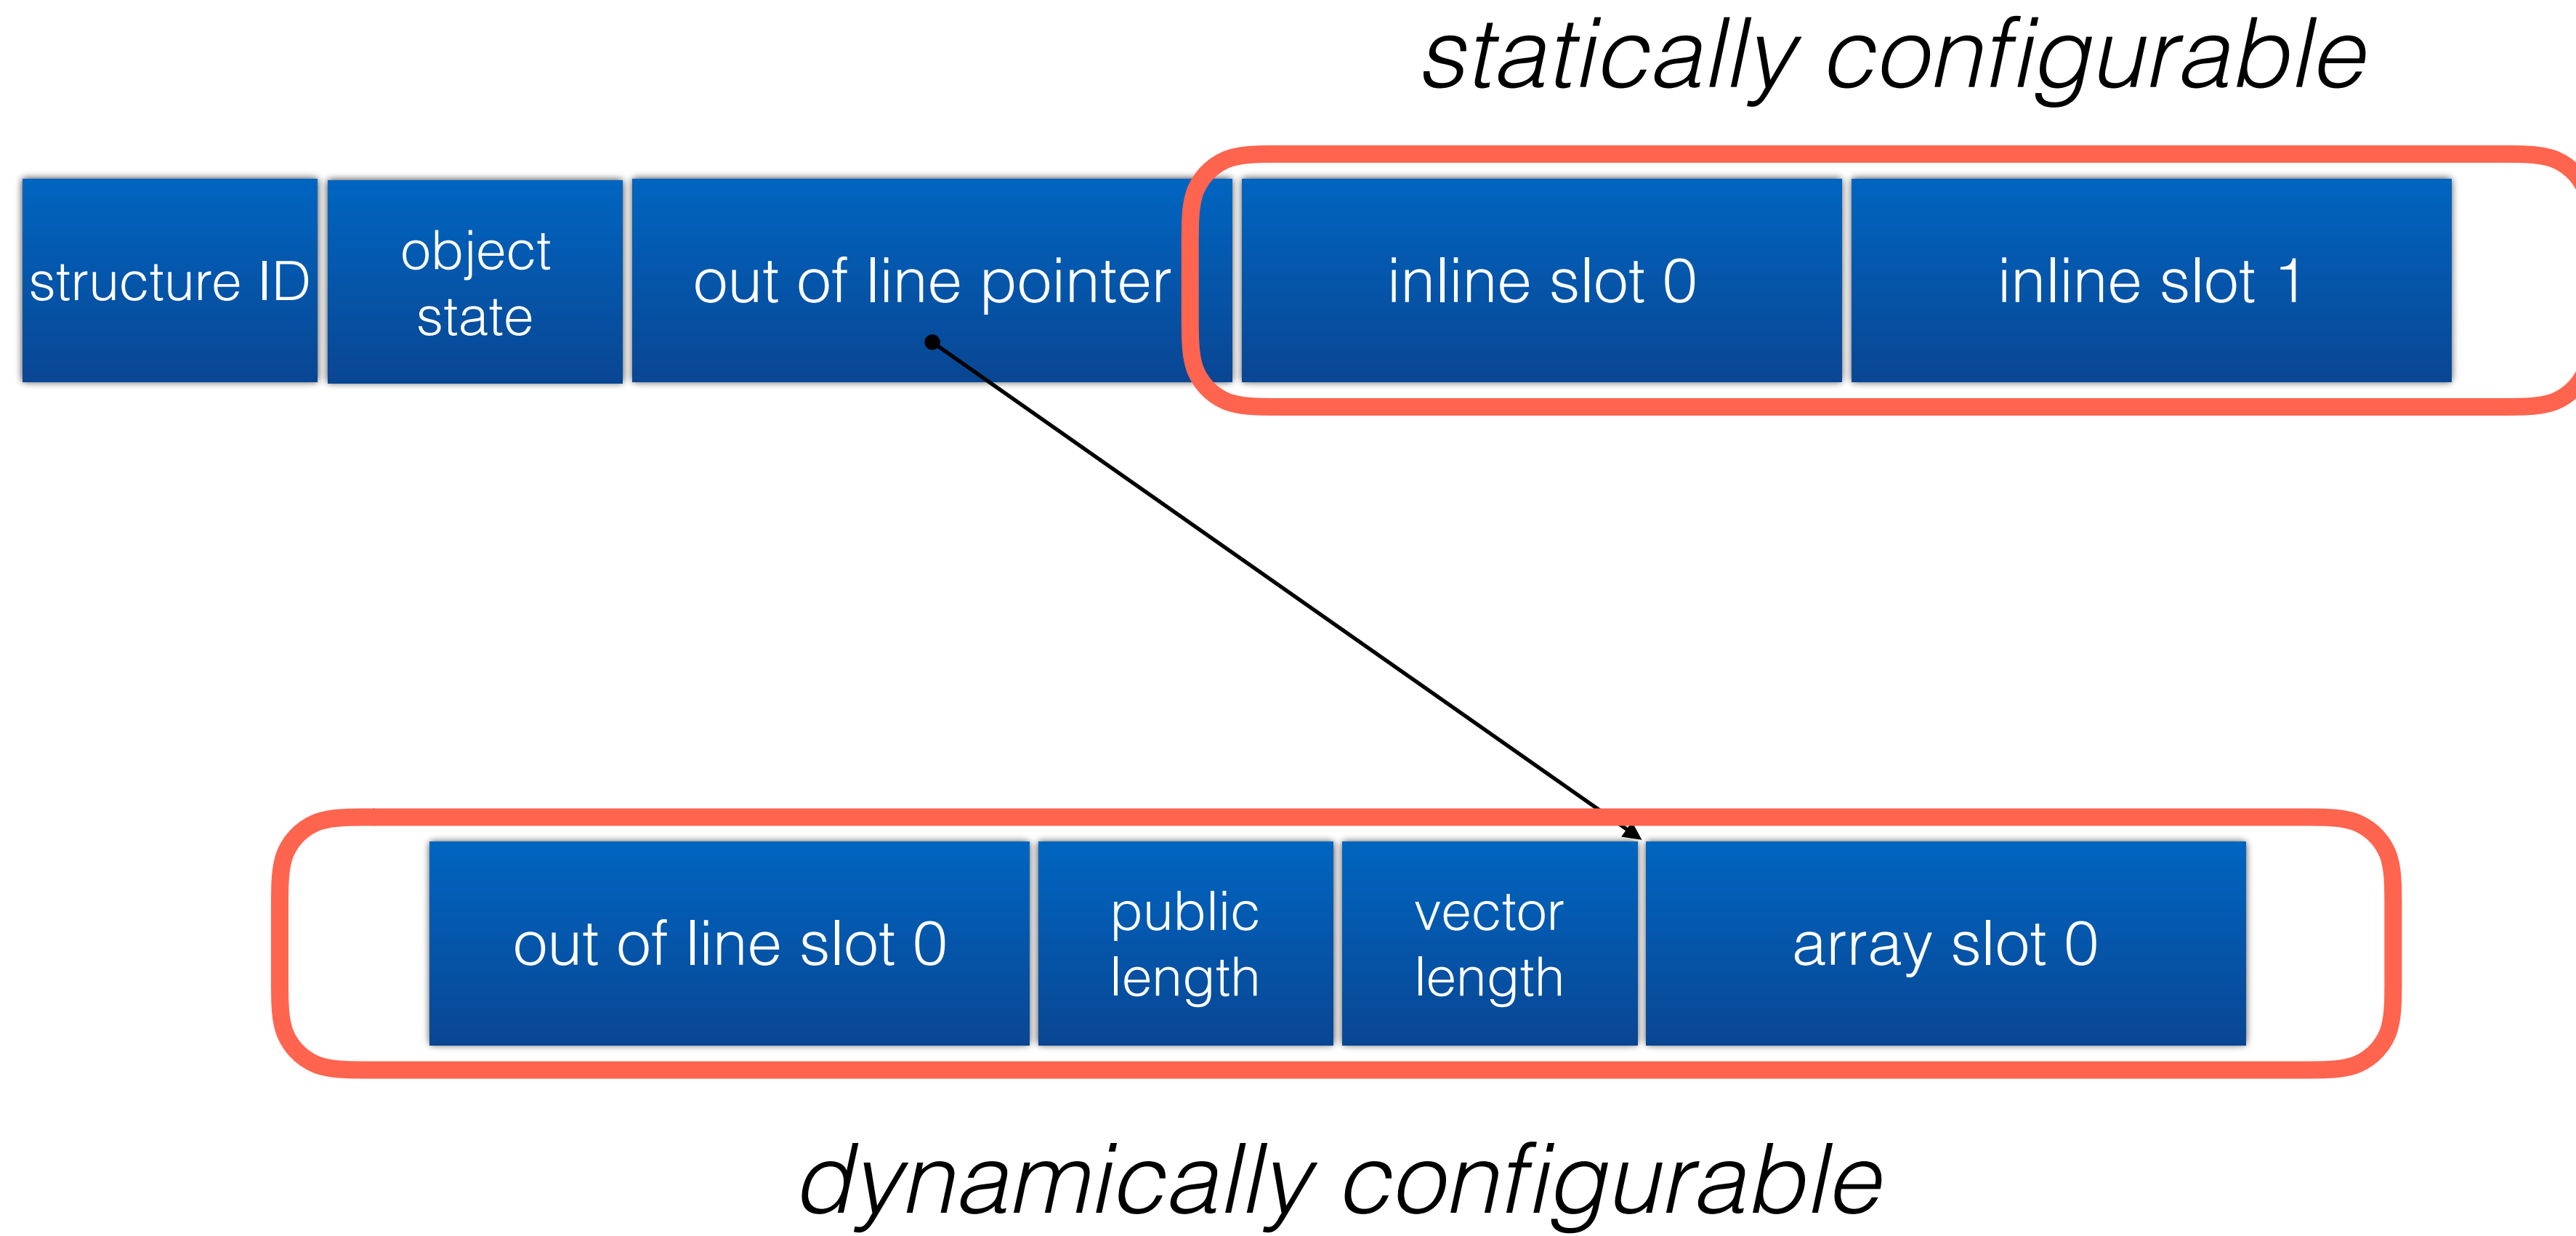 statically configurable
structure ID
object
state
out of line pointer
inline slot 0
inline slot 1
out of line slot 0
public
length
vector
length
array slot 0
dynamically configurable